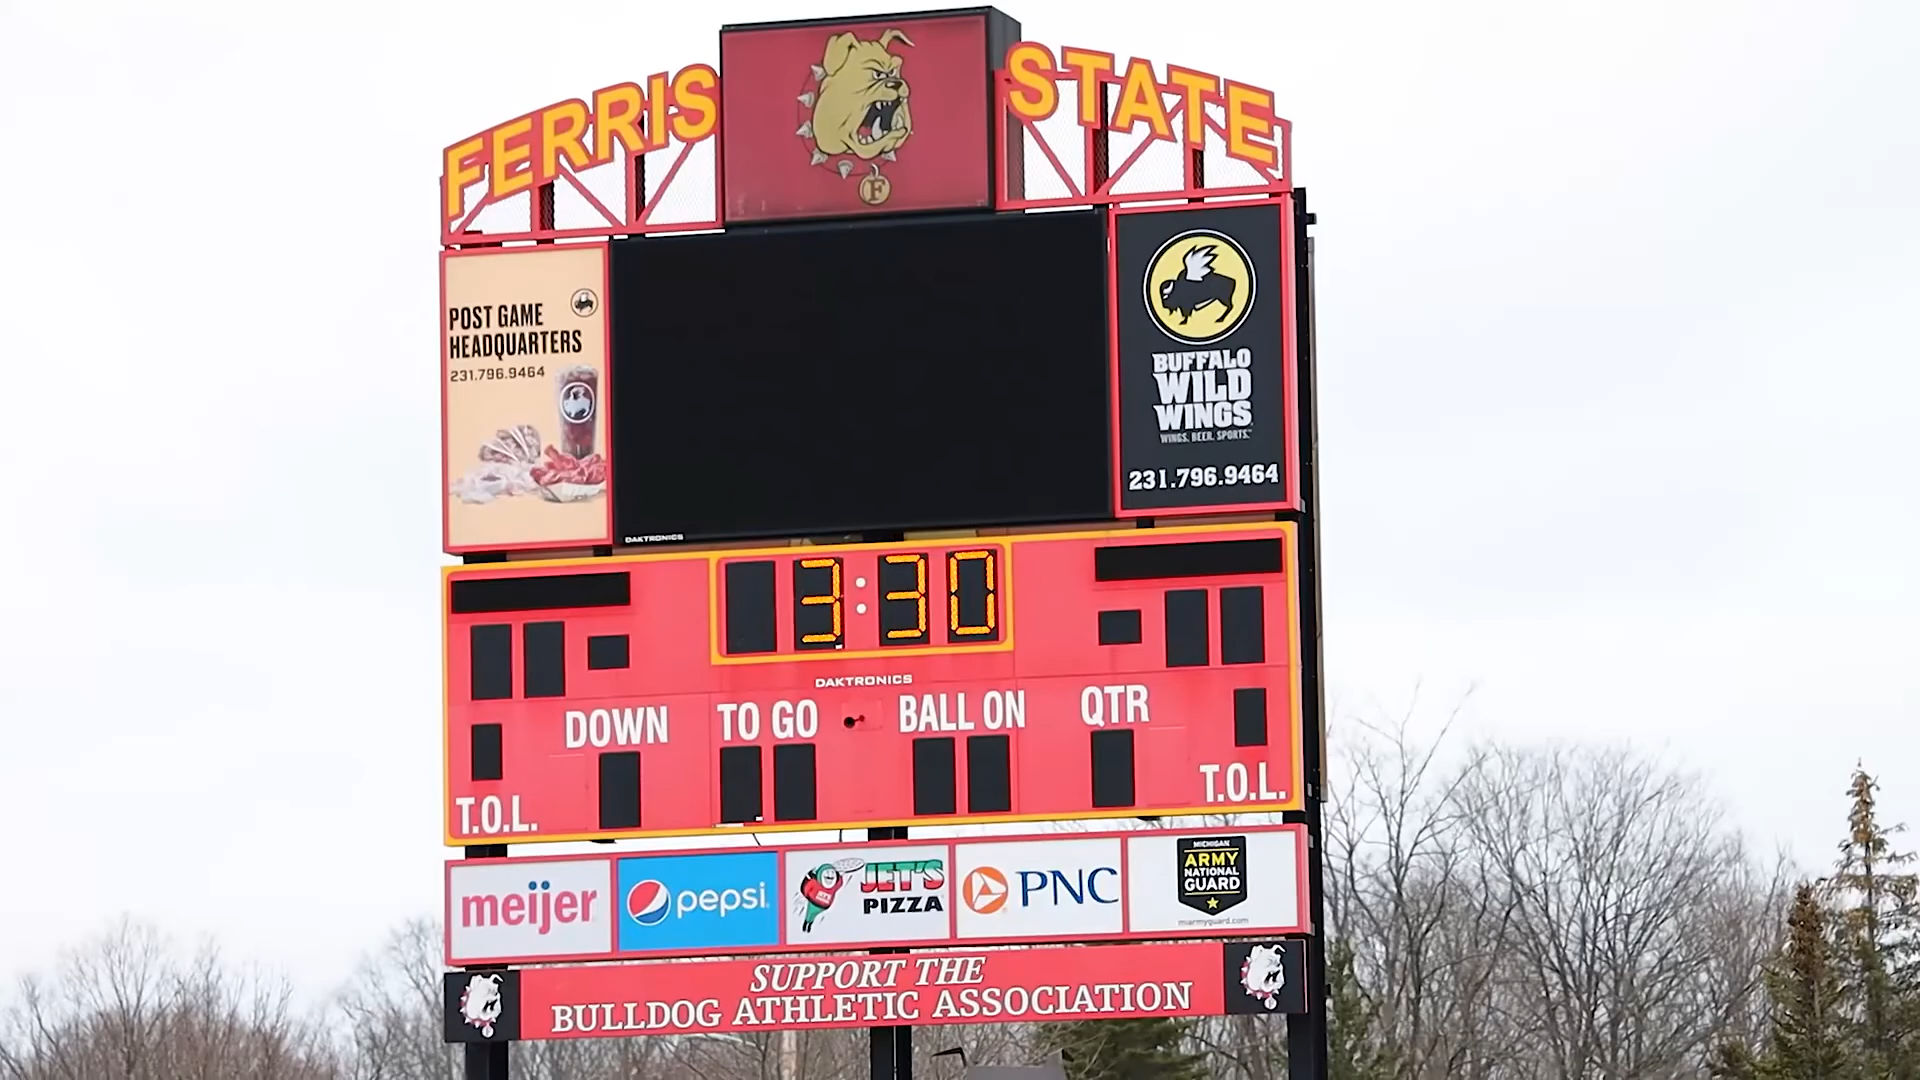 FERRIS STATE
F
POST GAME
HEADQUARTERS
231.796.9464
BUFFALO
WILD
WINGS
WINGS. BEER. SPORTS.™
231.796.9464
DAKTRONICS
3:30
DAKTRONICS
DOWN TO GO BALL ON QTR
T.O.L. T.O.L.
meijer
pepsi
JET'S
PIZZA
PNC
MICHIGAN
ARMY
NATIONAL
GUARD
miarmyguard.com
SUPPORT THE
BULLDOG ATHLETIC ASSOCIATION